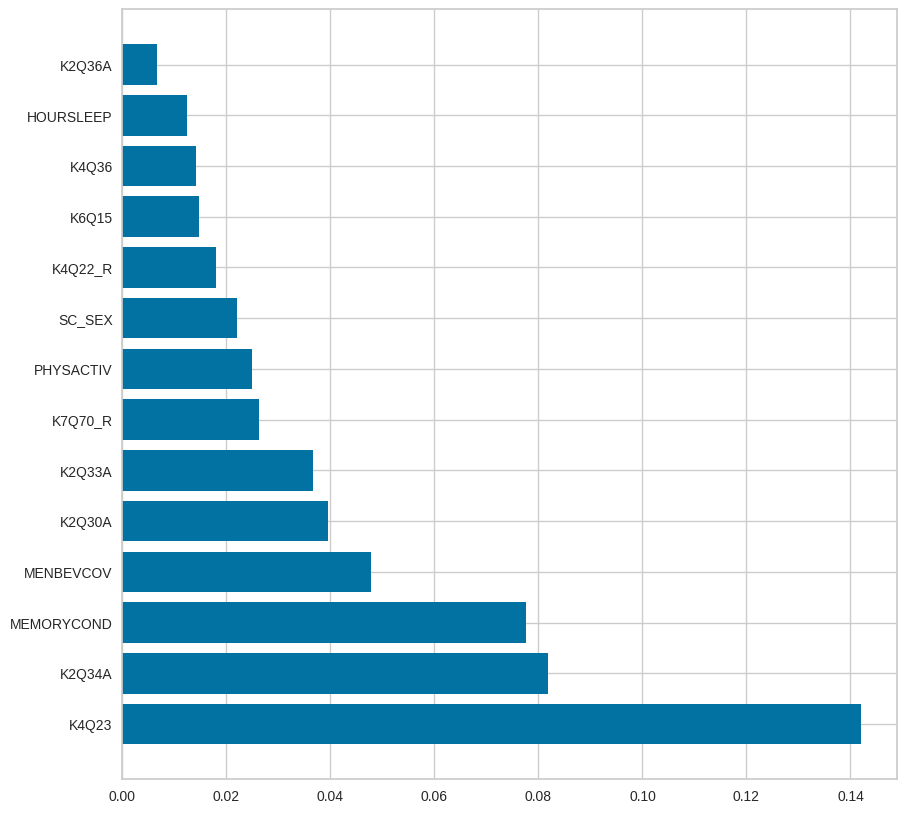 K2Q36A
HOURSLEEP
K4Q36
K6Q15
K4Q22_R
SC_SEX
PHYSACTIV
K7Q70_R
K2Q33A
K2Q30A
MENBEVCOV
MEMORYCOND
K2Q34A
K4Q23
0.00 0.02 0.04 0.06 0.08 0.10 0.12 0.14